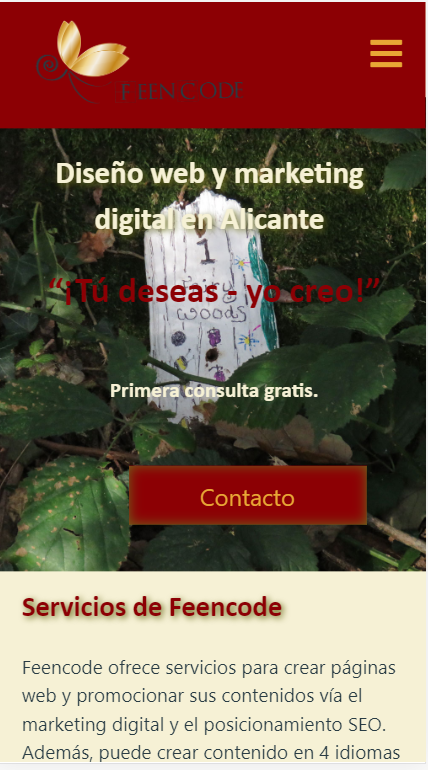 FEENCODE
Diseño web y marketing
digital en Alicante
1
Fairy
woods
“¡Tú deseas - yo creo!”
Primera consulta gratis.
Contacto
Servicios de Feencode
Feencode ofrece servicios para crear páginas
web y promocionar sus contenidos vía el
marketing digital y el posicionamiento SEO.
Además, puede crear contenido en 4 idiomas